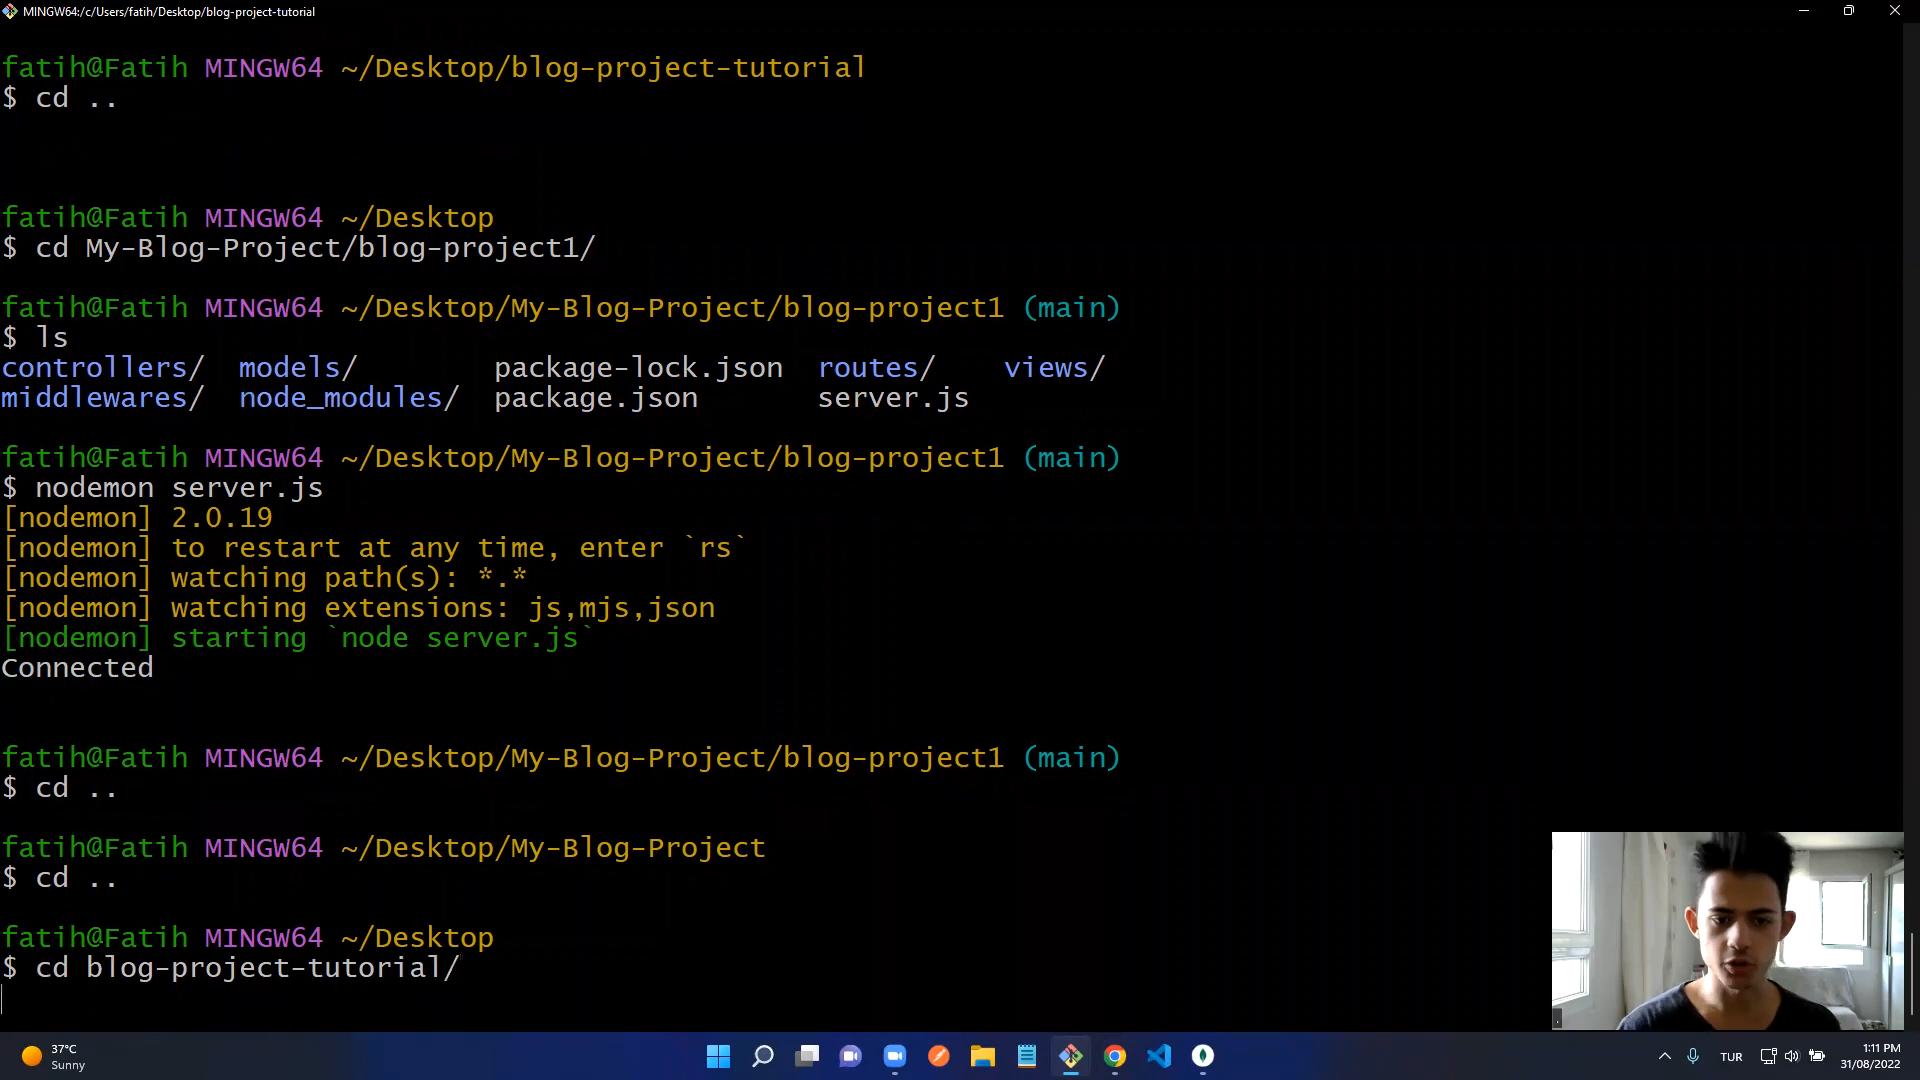 MINGW64:/c/Users/fatih/Desktop/blog-project-tutorial
fatih@Fatih MINGW64 ~/Desktop/blog-project-tutorial
$ cd ..
fatih@Fatih MINGW64 ~/Desktop
$ cd My-Blog-Project/blog-project1/
fatih@Fatih MINGW64 ~/Desktop/My-Blog-Project/blog-project1 (main)
$ ls
controllers/ models/ package-lock.json routes/ views/
middlewares/ node_modules/ package.json server.js
fatih@Fatih MINGW64 ~/Desktop/My-Blog-Project/blog-project1 (main)
$ nodemon server.js
[nodemon] 2.0.19
[nodemon] to restart at any time, enter `rs`
[nodemon] watching path(s): *.*
[nodemon] watching extensions: js,mjs,json
[nodemon] starting `node server.js`
Connected
fatih@Fatih MINGW64 ~/Desktop/My-Blog-Project/blog-project1 (main)
$ cd ..
fatih@Fatih MINGW64 ~/Desktop/My-Blog-Project
$ cd ..
fatih@Fatih MINGW64 ~/Desktop
$ cd blog-project-tutorial/
37°C
Sunny
TUR
1:11 PM
31/08/2022